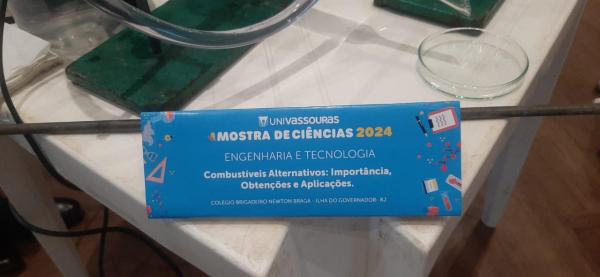 UNIVASSOURAS
MOSTRA DE CIÊNCIAS 2024
ENGENHARIA E TECNOLOGIA
Combustíveis Alternativos: Importância,
Obtenções e Aplicações.
COLÉGIO BRIGADEIRO NEWTON BRAGA - ILHA DO GOVERNADOR- RJ